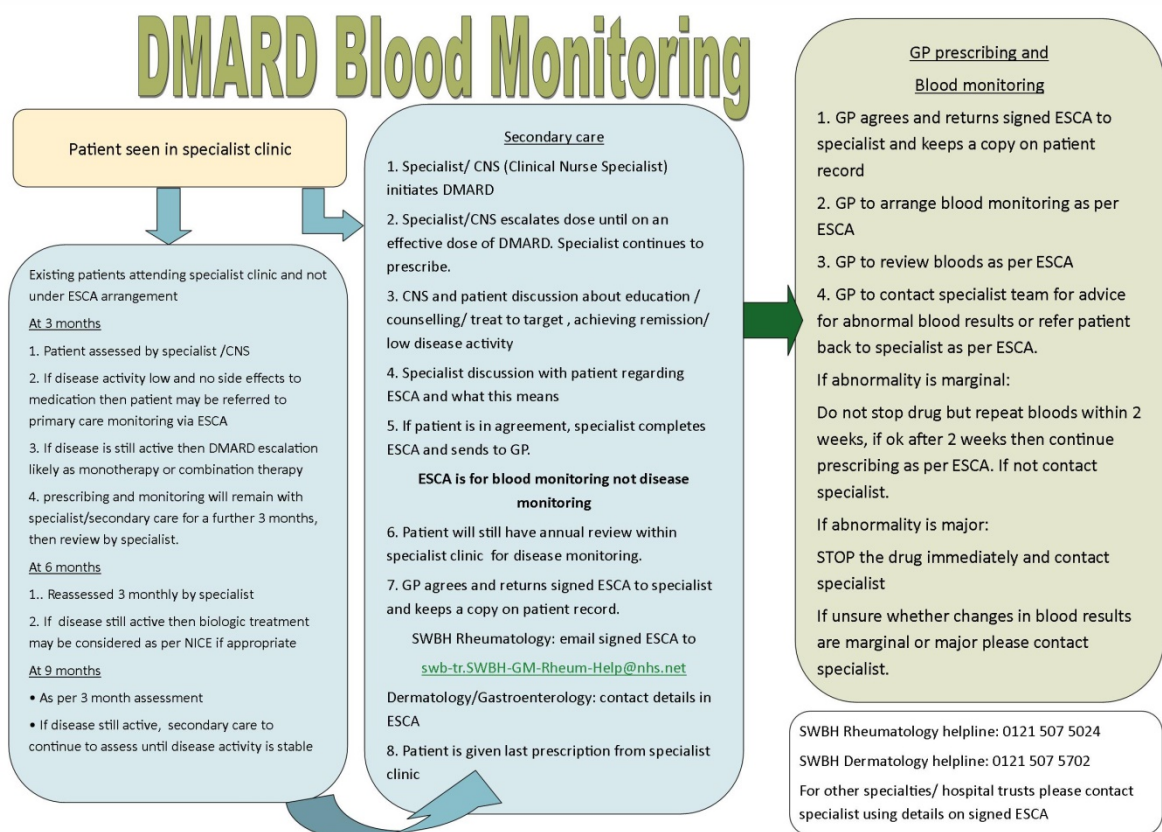 DMARD Blood Monitoring
Patient seen in specialist clinic
Existing patients attending specialist clinic and not
under ESCA arrangement
At 3 months
1. Patient assessed by specialist /CNS
2. If disease activity low and no side effects to
medication then patient may be referred to
primary care monitoring via ESCA
3. If disease is still active then DMARD escalation
likely as monotherapy or combination therapy
4. prescribing and monitoring will remain with
specialist/secondary care for a further 3 months,
then review by specialist.
At 6 months
1.. Reassessed 3 monthly by specialist
2. If disease still active then biologic treatment
may be considered as per NICE if appropriate
At 9 months
• As per 3 month assessment
• If disease still active, secondary care to
continue to assess until disease activity is stable
Secondary care
1. Specialist/ CNS (Clinical Nurse Specialist)
initiates DMARD
2. Specialist/CNS escalates dose until on an
effective dose of DMARD. Specialist continues to
prescribe.
3. CNS and patient discussion about education /
counselling/ treat to target , achieving remission/
low disease activity
4. Specialist discussion with patient regarding
ESCA and what this means
5. If patient is in agreement, specialist completes
ESCA and sends to GP.
ESCA is for blood monitoring not disease
monitoring
6. Patient will still have annual review within
specialist clinic for disease monitoring.
7. GP agrees and returns signed ESCA to specialist
and keeps a copy on patient record.
SWBH Rheumatology: email signed ESCA to
swb-tr.SWBH-GM-Rheum-Help@nhs.net
Dermatology/Gastroenterology: contact details in
ESCA
8. Patient is given last prescription from specialist
clinic
GP prescribing and
Blood monitoring
1. GP agrees and returns signed ESCA to
specialist and keeps a copy on patient
record
2. GP to arrange blood monitoring as per
ESCA
3. GP to review bloods as per ESCA
4. GP to contact specialist team for advice
for abnormal blood results or refer patient
back to specialist as per ESCA.
If abnormality is marginal:
Do not stop drug but repeat bloods within 2
weeks, if ok after 2 weeks then continue
prescribing as per ESCA. If not contact
specialist.
If abnormality is major:
STOP the drug immediately and contact
specialist
If unsure whether changes in blood results
are marginal or major please contact
specialist.
SWBH Rheumatology helpline: 0121 507 5024
SWBH Dermatology helpline: 0121 507 5702
For other specialties/ hospital trusts please contact
specialist using details on signed ESCA